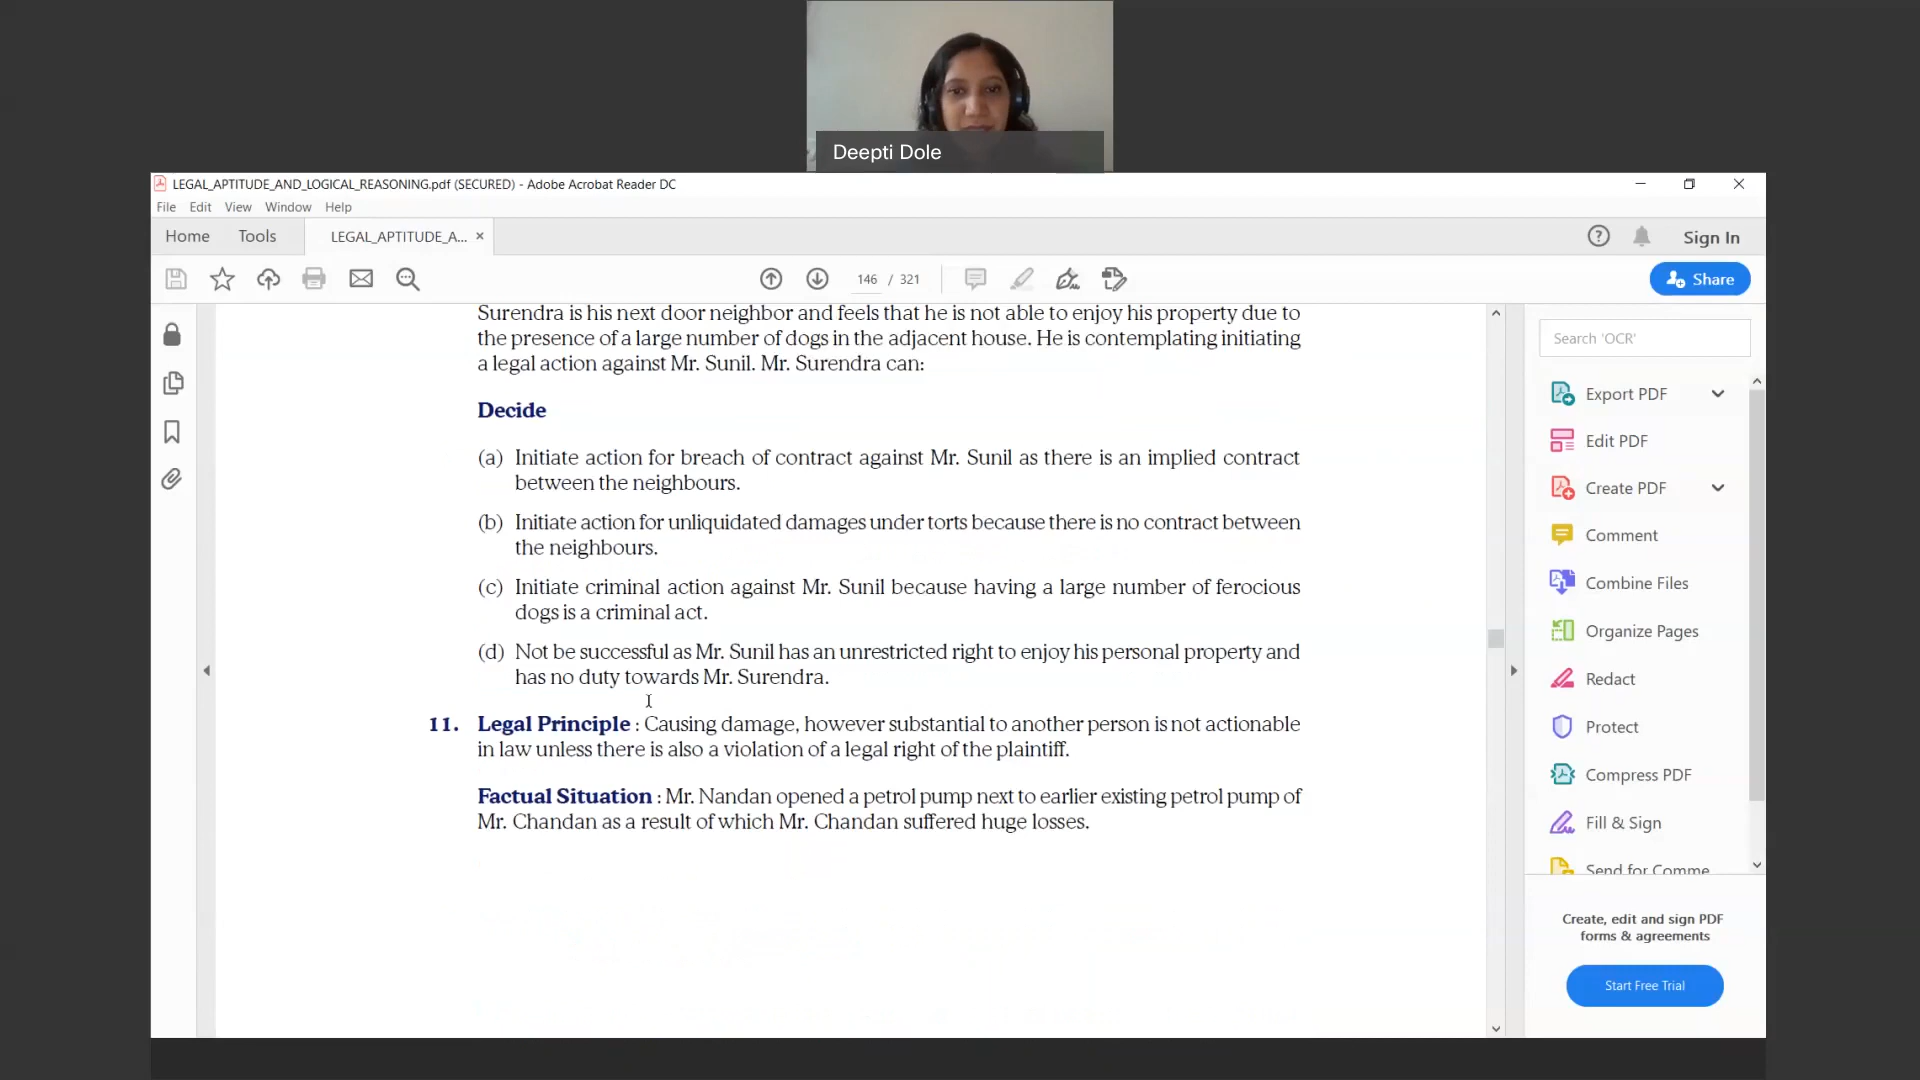 Deepti Dole
LEGAL_APTITUDE_AND_LOGICAL_REASONING.pdf (SECURED) - Adobe Acrobat Reader DC
File Edit View Window Help
Home Tools LEGAL_APTITUDE_A... × Sign In
146 / 321 Share
Surendra is his next door neighbor and feels that he is not able to enjoy his property due to
the presence of a large number of dogs in the adjacent house. He is contemplating initiating
a legal action against Mr. Sunil. Mr. Surendra can:
Decide
(a) Initiate action for breach of contract against Mr. Sunil as there is an implied contract
between the neighbours.
(b) Initiate action for unliquidated damages under torts because there is no contract between
the neighbours.
(c) Initiate criminal action against Mr. Sunil because having a large number of ferocious
dogs is a criminal act.
(d) Not be successful as Mr. Sunil has an unrestricted right to enjoy his personal property and
has no duty towards Mr. Surendra.
11. Legal Principle : Causing damage, however substantial to another person is not actionable
in law unless there is also a violation of a legal right of the plaintiff.
Factual Situation : Mr. Nandan opened a petrol pump next to earlier existing petrol pump of
Mr. Chandan as a result of which Mr. Chandan suffered huge losses.
Search 'OCR'
Export PDF
Edit PDF
Create PDF
Comment
Combine Files
Organize Pages
Redact
Protect
Compress PDF
Fill & Sign
Send for Comme
Create, edit and sign PDF
forms & agreements
Start Free Trial